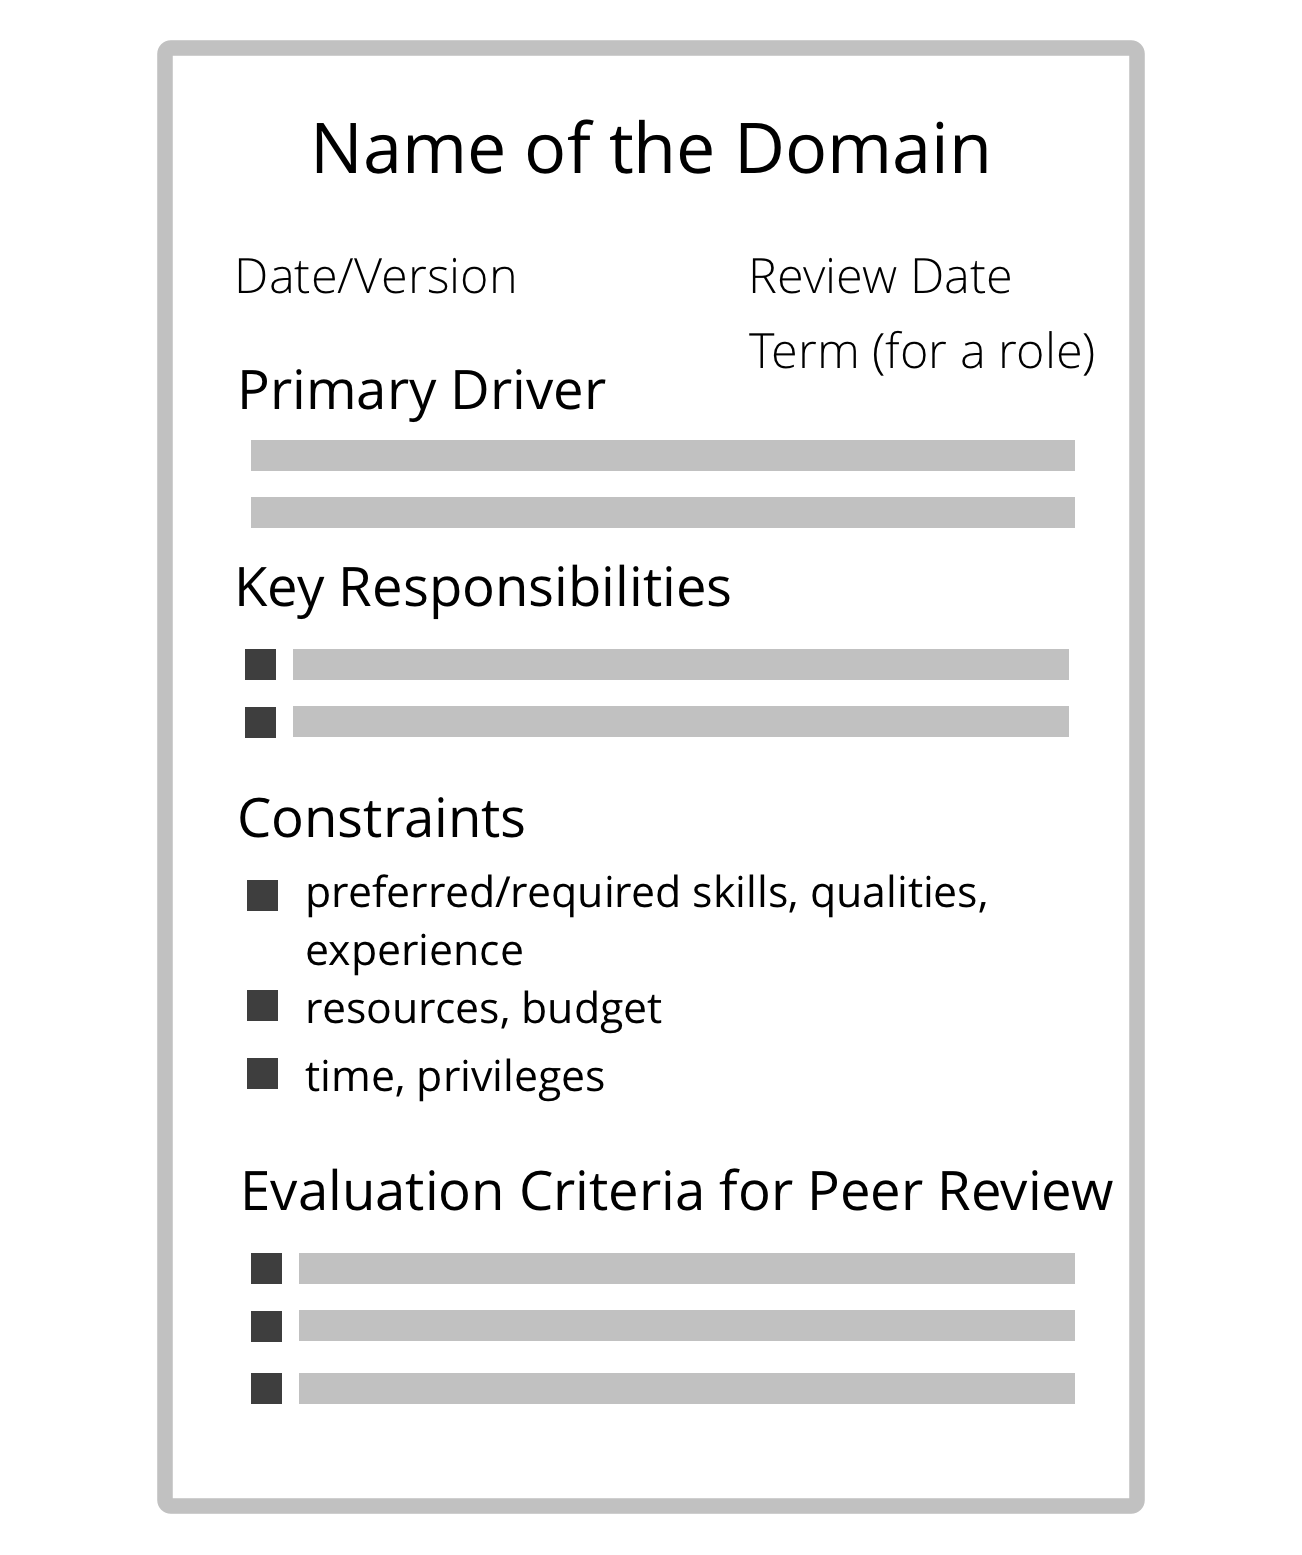 Name of the Domain
Date/Version
Review Date
Term (for a role)
Primary Driver
Key Responsibilities
Constraints
preferred/required skills, qualities,
experience
resources, budget
time, privileges
Evaluation Criteria for Peer Review